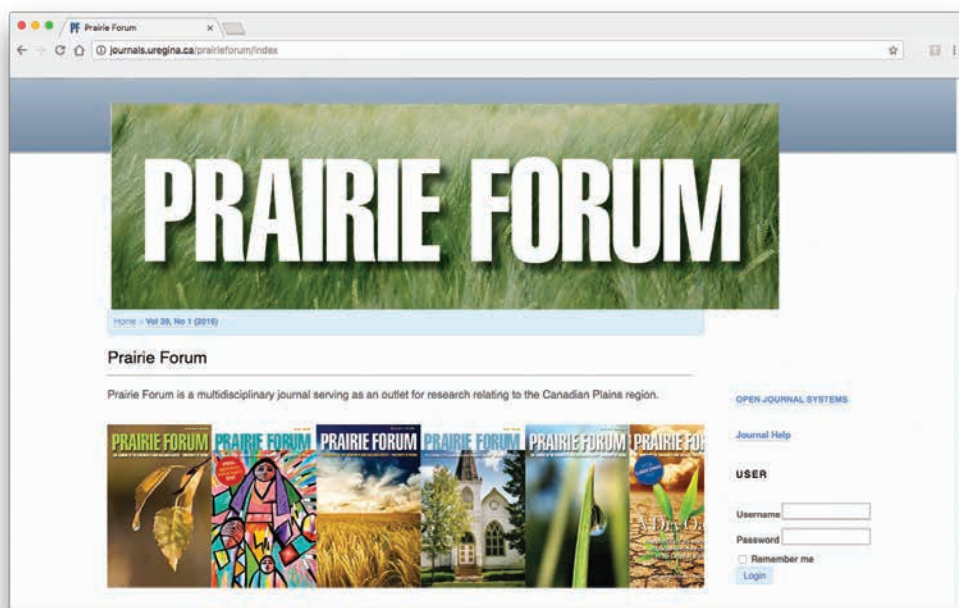 Prairie Forum
journals.uregina.ca/prairieforum/index
PRAIRIE FORUM
Home > Vol 39, No 1 (2016)
Prairie Forum
Prairie Forum is a multidisciplinary journal serving as an outlet for research relating to the Canadian Plains region.
PRAIRIE FORUM
PRAIRIE FORUM
PRAIRIE FORUM
PRAIRIE FORUM
PRAIRIE FORUM
PRAIRIE FOR
A Dry Oa
OPEN JOURNAL SYSTEMS
Journal Help
USER
Username
Password
Remember me
Login